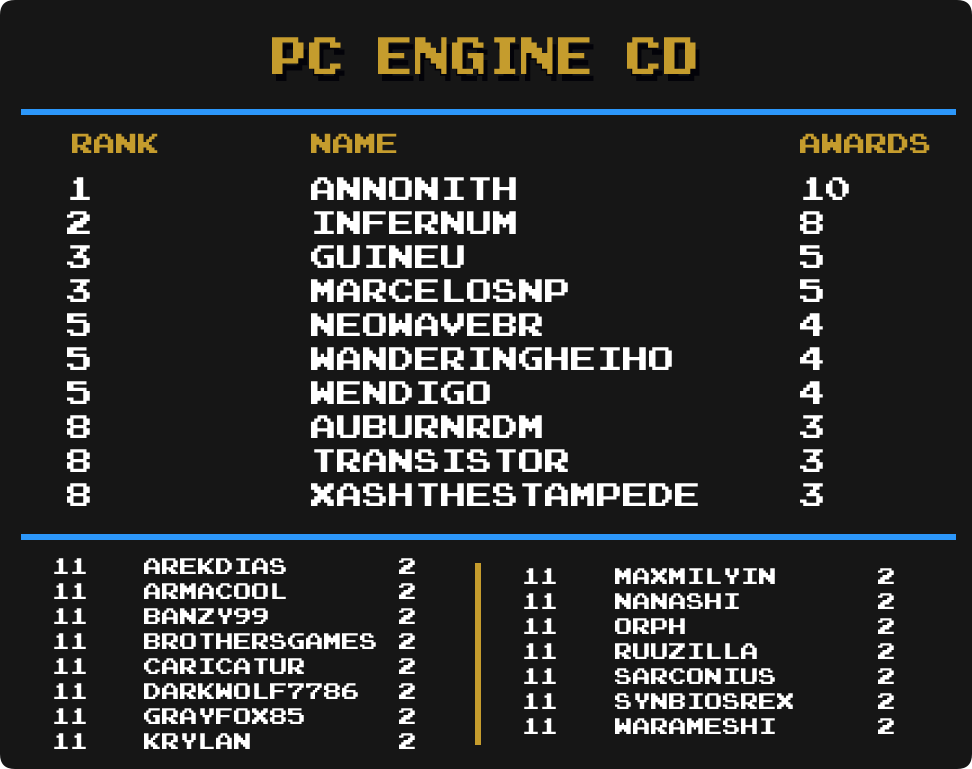 PC ENGINE CD
RANK NAME AWARDS
1 ANNONITH 10
2 INFERNUM 8
3 GUINEU 5
3 MARCELOSNP 5
5 NEOWAVEBR 4
5 WANDERINGHEIHO 4
5 WENDIGO 4
8 AUBURNRDM 3
8 TRANSISTOR 3
8 XASHTHESTAMPEDE 3
11 AREKDIAS 2
11 ARMACOOL 2
11 BANZY99 2
11 BROTHERSGAMES 2
11 CARICATUR 2
11 DARKWOLF7786 2
11 GRAYFOX85 2
11 KRYLAN 2
11 MAXMILYIN 2
11 NANASHI 2
11 ORPH 2
11 RUUZILLA 2
11 SARCONIUS 2
11 SYNBIOSREX 2
11 WARAMESHI 2